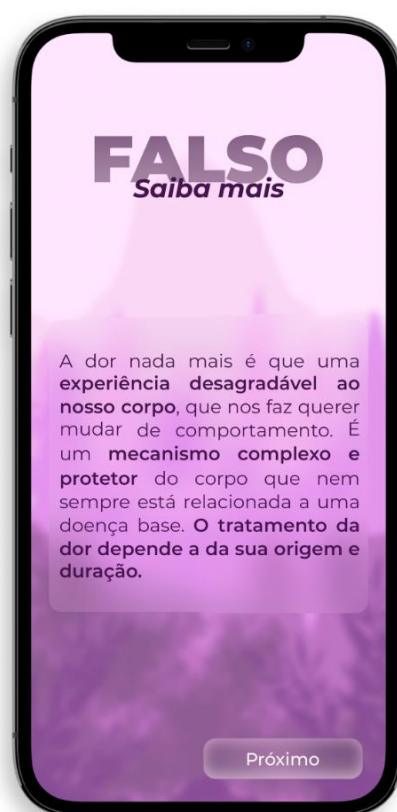 FALSO
Saiba mais
A dor nada mais é que uma
experiência desagradável ao
nosso corpo, que nos faz querer
mudar de comportamento. É
um mecanismo complexo e
protetor do corpo que nem
sempre está relacionada a uma
doença base. O tratamento da
dor depende a da sua origem e
duração.
Próximo